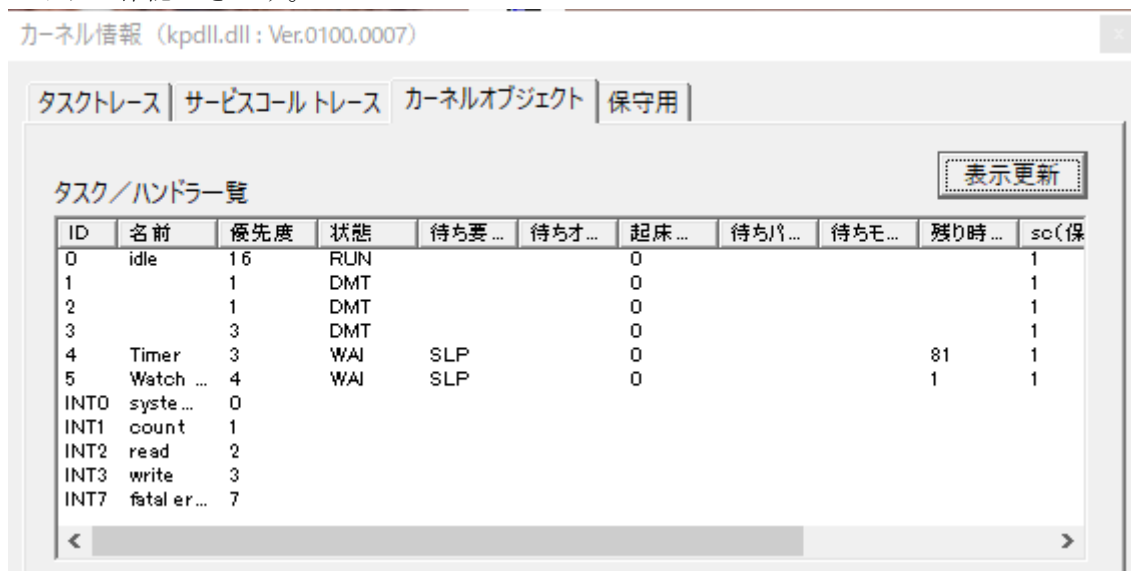 カーネル情報（kpdll.dll : Ver.0100.0007）
x
タスクトレース サービスコールトレース カーネルオブジェクト 保守用
表示更新
タスク／ハンドラ一覧
ID 名前 優先度 状態 待ち要... 待ちオ... 起床... 待ちパ... 待ちモ... 残り時... sc(保
0 idle 16 RUN 0 1
1 1 DMT 0 1
2 1 DMT 0 1
3 3 DMT 0 1
4 Timer 3 WAI SLP 0 81 1
5 Watch ... 4 WAI SLP 0 1 1
INT0 syste... 0
INT1 count 1
INT2 read 2
INT3 write 3
INT7 fatal er... 7